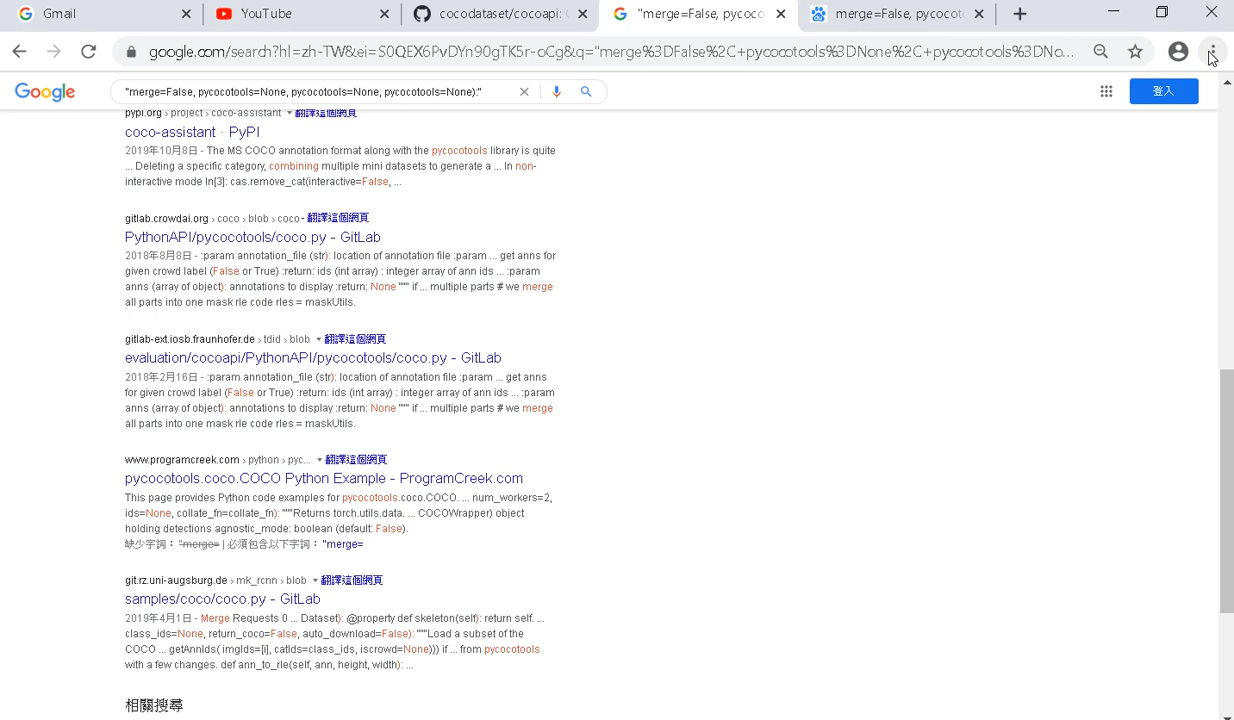 Gmail
YouTube
cocodataset/cocoapi:
"merge=False, pycoco
merge=False, pycocot
google.com/search?hl=zh-TW&ei=S0QEX6PvDYn90gTK5r-oCg&q="merge%3DFalse%2C+pycocotools%3DNone%2C+pycocotools%3DNo...
Google
"merge=False, pycocotools=None, pycocotools=None, pycocotools=None):"
登入
pypi.org › project › coco-assistant ▾ 翻譯這個網頁
coco-assistant · PyPI
2019年10月8日 - The MS COCO annotation format along with the pycocotools library is quite
... Deleting a specific category, combining multiple mini datasets to generate a ... In non-
interactive mode In[3]: cas.remove_cat(interactive=False, ...
gitlab.crowdai.org › coco › blob › coco - 翻譯這個網頁
PythonAPI/pycocotools/coco.py - GitLab
2018年8月8日 - :param annotation_file (str): location of annotation file :param ... get anns for
given crowd label (False or True) :return: ids (int array) : integer array of ann ids ... :param
anns (array of object): annotations to display :return: None """ if ... multiple parts # we merge
all parts into one mask rle code rles = maskUtils.
gitlab-ext.iosb.fraunhofer.de › tdid › blob ▾ 翻譯這個網頁
evaluation/cocoapi/PythonAPI/pycocotools/coco.py - GitLab
2018年2月16日 - :param annotation_file (str): location of annotation file :param ... get anns
for given crowd label (False or True) :return: ids (int array) : integer array of ann ids ... :param
anns (array of object): annotations to display :return: None """ if ... multiple parts # we merge
all parts into one mask rle code rles = maskUtils.
www.programcreek.com › python › pyc... ▾ 翻譯這個網頁
pycocotools.coco.COCO Python Example - ProgramCreek.com
This page provides Python code examples for pycocotools.coco.COCO. ... num_workers=2,
ids=None, collate_fn=collate_fn): """Returns torch.utils.data. ... COCOWrapper) object
holding detections agnostic_mode: boolean (default: False).
缺少字詞： "merge= | 必須包含以下字詞： "merge=
git.rz.uni-augsburg.de › mk_rcnn › blob ▾ 翻譯這個網頁
samples/coco/coco.py - GitLab
2019年4月1日 - Merge Requests 0 ... Dataset): @property def skeleton(self): return self. ...
class_ids=None, return_coco=False, auto_download=False): """Load a subset of the
COCO ... getAnnIds( imgIds=[i], catIds=class_ids, iscrowd=None))) if ... from pycocotools
with a few changes. def ann_to_rle(self, ann, height, width): ...
相關搜尋